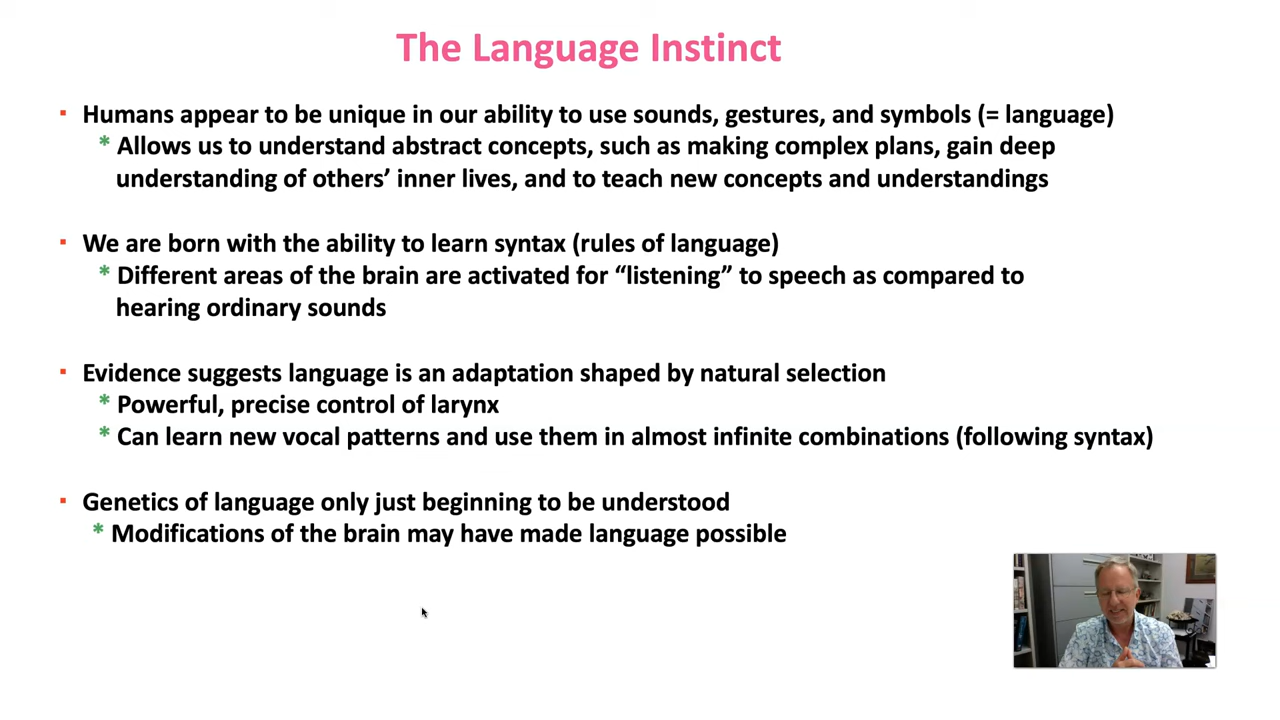 The Language Instinct
▪ Humans appear to be unique in our ability to use sounds, gestures, and symbols (= language)
* Allows us to understand abstract concepts, such as making complex plans, gain deep
understanding of others’ inner lives, and to teach new concepts and understandings
▪ We are born with the ability to learn syntax (rules of language)
* Different areas of the brain are activated for “listening” to speech as compared to
hearing ordinary sounds
▪ Evidence suggests language is an adaptation shaped by natural selection
* Powerful, precise control of larynx
* Can learn new vocal patterns and use them in almost infinite combinations (following syntax)
▪ Genetics of language only just beginning to be understood
* Modifications of the brain may have made language possible